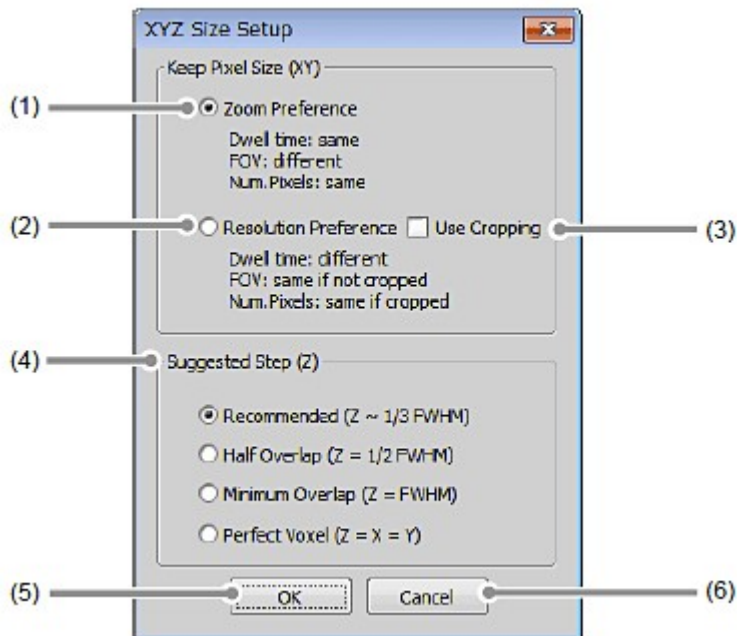 XYZ Size Setup
Keep Pixel Size (XY)
(1)
Zoom Preference
Dwell time: same
FOV: different
Num.Pixels: same
(2)
Resolution Preference
Use Cropping
(3)
Dwell time: different
FOV: same if not cropped
Num.Pixels: same if cropped
(4)
Suggested Step (Z)
Recommended (Z ~ 1/3 FWHM)
Half Overlap (Z = 1/2 FWHM)
Minimum Overlap (Z = FWHM)
Perfect Voxel (Z = X = Y)
(5)
OK
Cancel
(6)